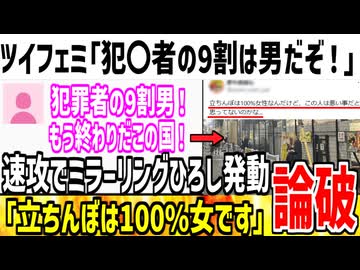 ツイフェミ「犯〇者の9割は男だぞ！」
犯罪者の9割男！
もう終わりだこの国！
立ちんぼは100%女性なんだけど、この人は悪い事だと
思ってないのかな。
速攻でミラーリングひろし発動
「立ちんぼは100%女です」論破